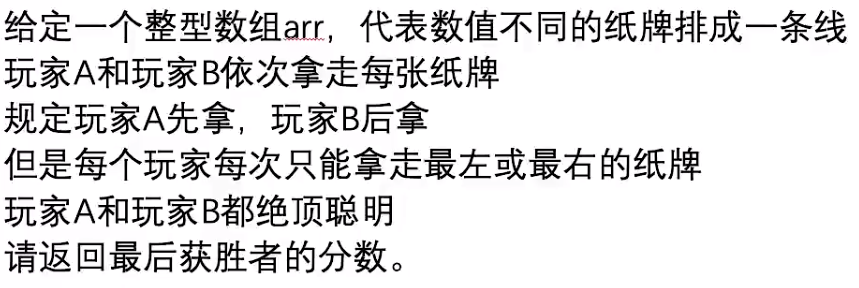 给定一个整型数组arr，代表数值不同的纸牌排成一条线
玩家A和玩家B依次拿走每张纸牌
规定玩家A先拿，玩家B后拿
但是每个玩家每次只能拿走最左或最右的纸牌
玩家A和玩家B都绝顶聪明
请返回最后获胜者的分数。